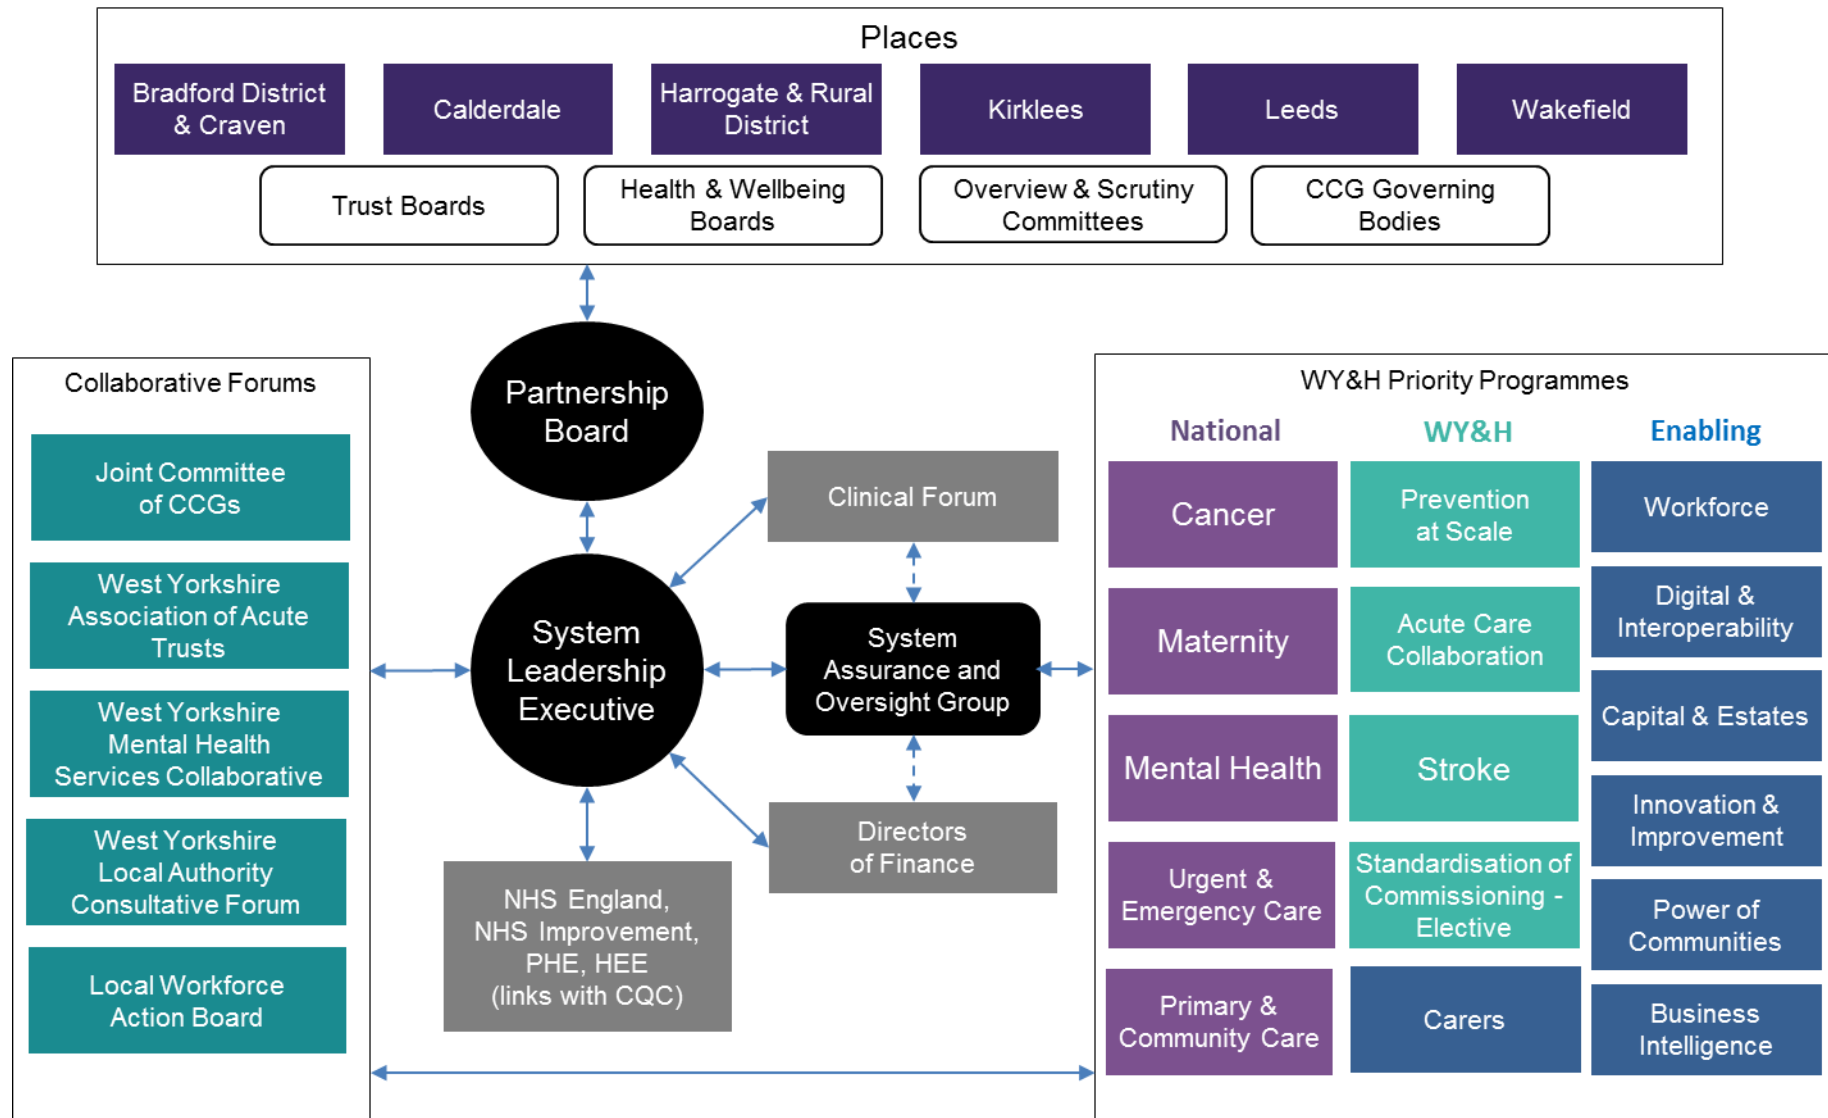 Places
Bradford District
& Craven
Calderdale
Harrogate & Rural
District
Kirklees
Leeds
Wakefield
Trust Boards
Health & Wellbeing
Boards
Overview & Scrutiny
Committees
CCG Governing
Bodies
Partnership
Board
Collaborative Forums
Joint Committee
of CCGs
West Yorkshire
Association of Acute
Trusts
West Yorkshire
Mental Health
Services Collaborative
West Yorkshire
Local Authority
Consultative Forum
Local Workforce
Action Board
System
Leadership
Executive
Clinical Forum
System
Assurance and
Oversight Group
Directors
of Finance
NHS England,
NHS Improvement,
PHE, HEE
(links with CQC)
WY&H Priority Programmes
National
Cancer
Maternity
Mental Health
Urgent &
Emergency Care
Primary &
Community Care
WY&H
Prevention
at Scale
Acute Care
Collaboration
Stroke
Standardisation of
Commissioning -
Elective
Carers
Enabling
Workforce
Digital &
Interoperability
Capital & Estates
Innovation &
Improvement
Power of
Communities
Business
Intelligence